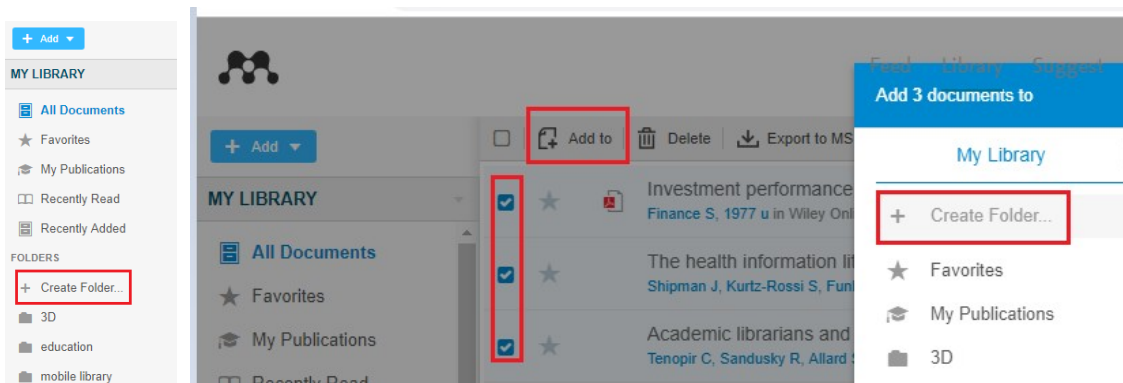 + Add
MY LIBRARY
All Documents
Favorites
My Publications
Recently Read
Recently Added
FOLDERS
+ Create Folder...
3D
education
mobile library
+ Add
MY LIBRARY
All Documents
Favorites
My Publications
Recently Read
Add to Delete Export to MS
Investment performance
Finance S, 1977 u in Wiley Onl
The health information lit
Shipman J, Kurtz-Rossi S, Fun
Academic librarians and
Tenopir C, Sandusky R, Allard S
Feed Library Suggest
Add 3 documents to
My Library
+ Create Folder...
Favorites
My Publications
3D